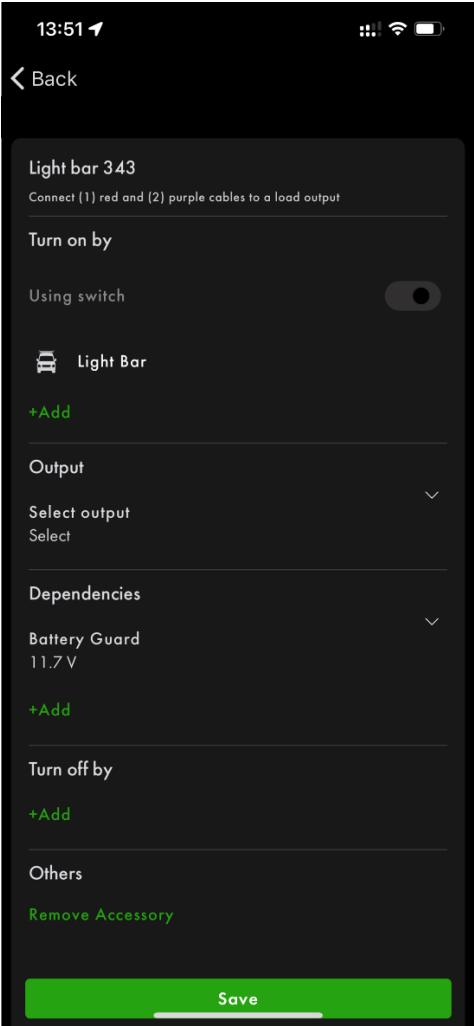 13:51
Back
Light bar 343
Connect (1) red and (2) purple cables to a load output
Turn on by
Using switch
Light Bar
+Add
Output
Select output
Select
Dependencies
Battery Guard
11.7 V
+Add
Turn off by
+Add
Others
Remove Accessory
Save